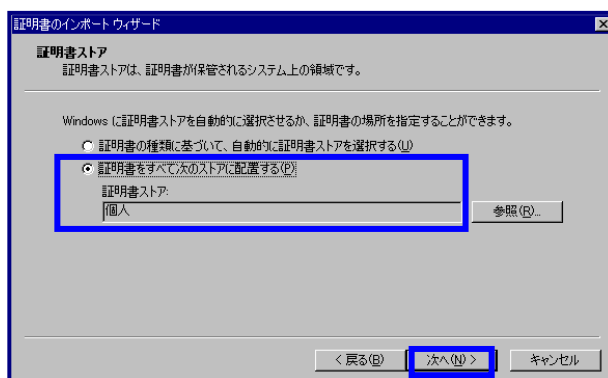 証明書のインポート ウィザード
証明書ストア
証明書ストアは、証明書が保管されるシステム上の領域です。
Windows に証明書ストアを自動的に選択させるか、証明書の場所を指定することができます。
証明書の種類に基づいて、自動的に証明書ストアを選択する(U)
証明書をすべて次のストアに配置する(P)
証明書ストア:
個人
参照(R)...
< 戻る(B)
次へ(N) >
キャンセル